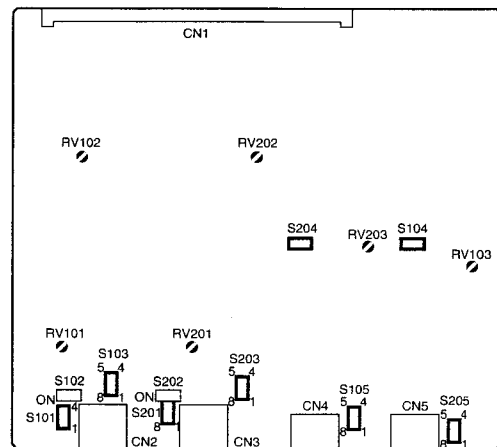 CN1
RV102
RV202
S204
S104
RV203
RV103
RV101
RV201
S103
S203
5 4
5 4
S102
S202
S105
ON 4
8 1
ON
8 1
5 4
S205
S101
1
S201
8
1
CN4
8 1
CN5
5 4
CN2
CN3
8 1